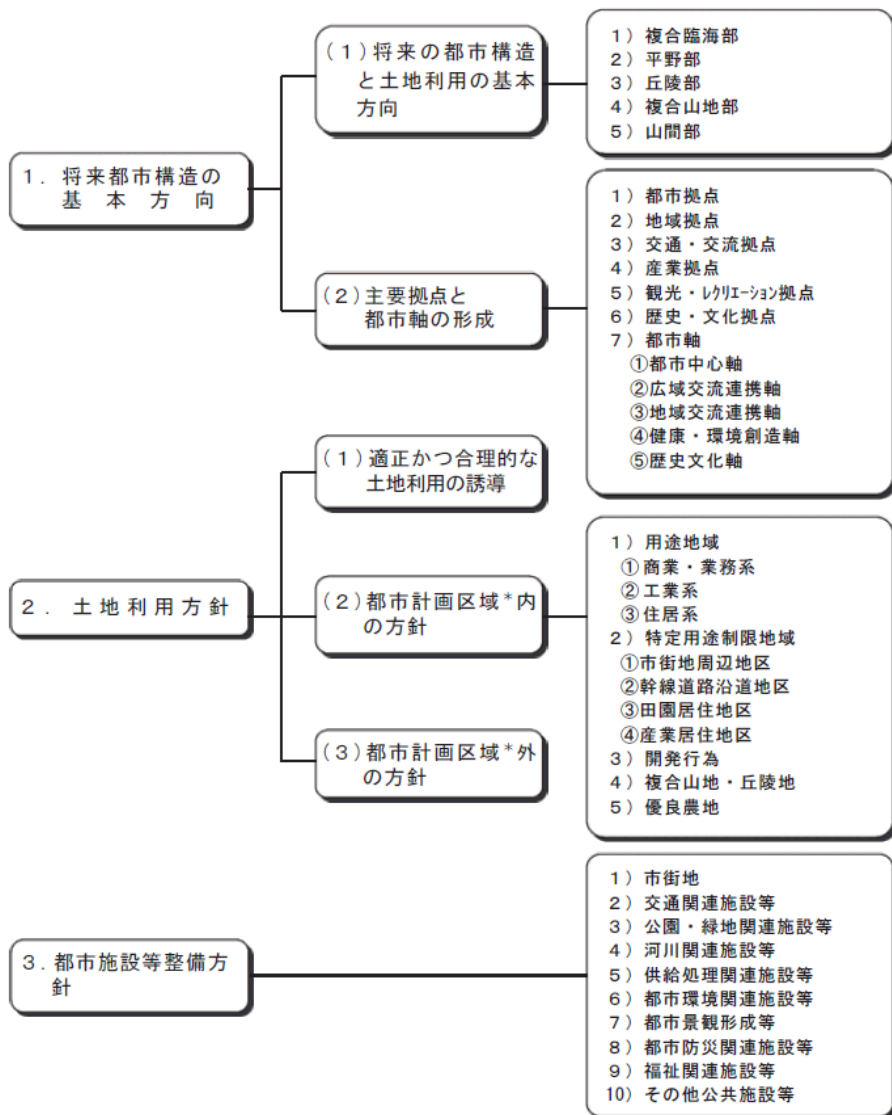 １．将来都市構造の
基本方向
（１）将来の都市構造
と土地利用の基本
方向
１）複合臨海部
２）平野部
３）丘陵部
４）複合山地部
５）山間部
（２）主要拠点と
都市軸の形成
１）都市拠点
２）地域拠点
３）交通・交流拠点
４）産業拠点
５）観光・ﾚｸﾘｴｰｼｮﾝ拠点
６）歴史・文化拠点
７）都市軸
①都市中心軸
②広域交流連携軸
③地域交流連携軸
④健康・環境創造軸
⑤歴史文化軸
２．土地利用方針
（１）適正かつ合理的な
土地利用の誘導
（２）都市計画区域*内
の方針
１）用途地域
①商業・業務系
②工業系
③住居系
２）特定用途制限地域
①市街地周辺地区
②幹線道路沿道地区
③田園居住地区
④産業居住地区
３）開発行為
４）複合山地・丘陵地
５）優良農地
（３）都市計画区域*外
の方針
３．都市施設等整備方
針
１）市街地
２）交通関連施設等
３）公園・緑地関連施設等
４）河川関連施設等
５）供給処理関連施設等
６）都市環境関連施設等
７）都市景観形成等
８）都市防災関連施設等
９）福祉関連施設等
10）その他公共施設等